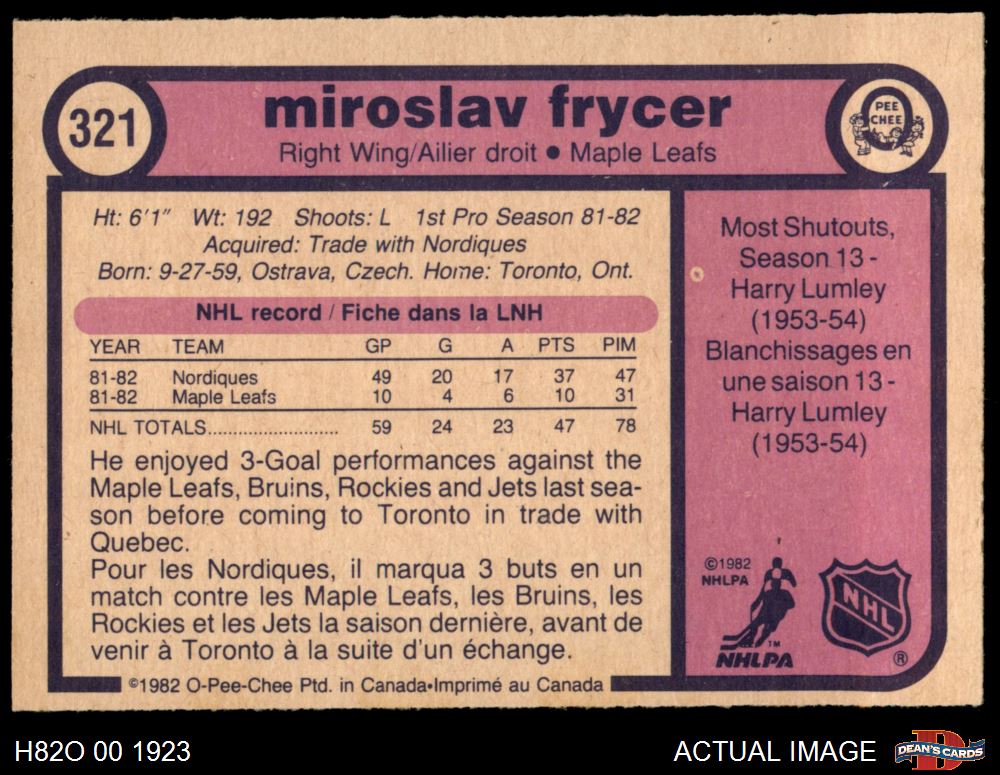 321
miroslav frycer
Right Wing/Ailier droit • Maple Leafs
PEE
CHEE
Ht: 6'1" Wt: 192 Shoots: L 1st Pro Season 81-82
Acquired: Trade with Nordiques
Born: 9-27-59, Ostrava, Czech. Home: Toronto, Ont.
NHL record / Fiche dans la LNH
YEAR TEAM GP G A PTS PIM
81-82 Nordiques 49 20 17 37 47
81-82 Maple Leafs 10 4 6 10 31
NHL TOTALS........................ 59 24 23 47 78
He enjoyed 3-Goal performances against the
Maple Leafs, Bruins, Rockies and Jets last sea-
son before coming to Toronto in trade with
Quebec.
Pour les Nordiques, il marqua 3 buts en un
match contre les Maple Leafs, les Bruins, les
Rockies et les Jets la saison dernière, avant de
venir à Toronto à la suite d'un échange.
©1982 O-Pee-Chee Ptd. in Canada•Imprimé au Canada
Most Shutouts,
Season 13 -
Harry Lumley
(1953-54)
Blanchissages en
une saison 13 -
Harry Lumley
(1953-54)
©1982
NHLPA
TM
NHLPA
NHL
®
H82O 00 1923
ACTUAL IMAGE
D
DEAN'S CARDS